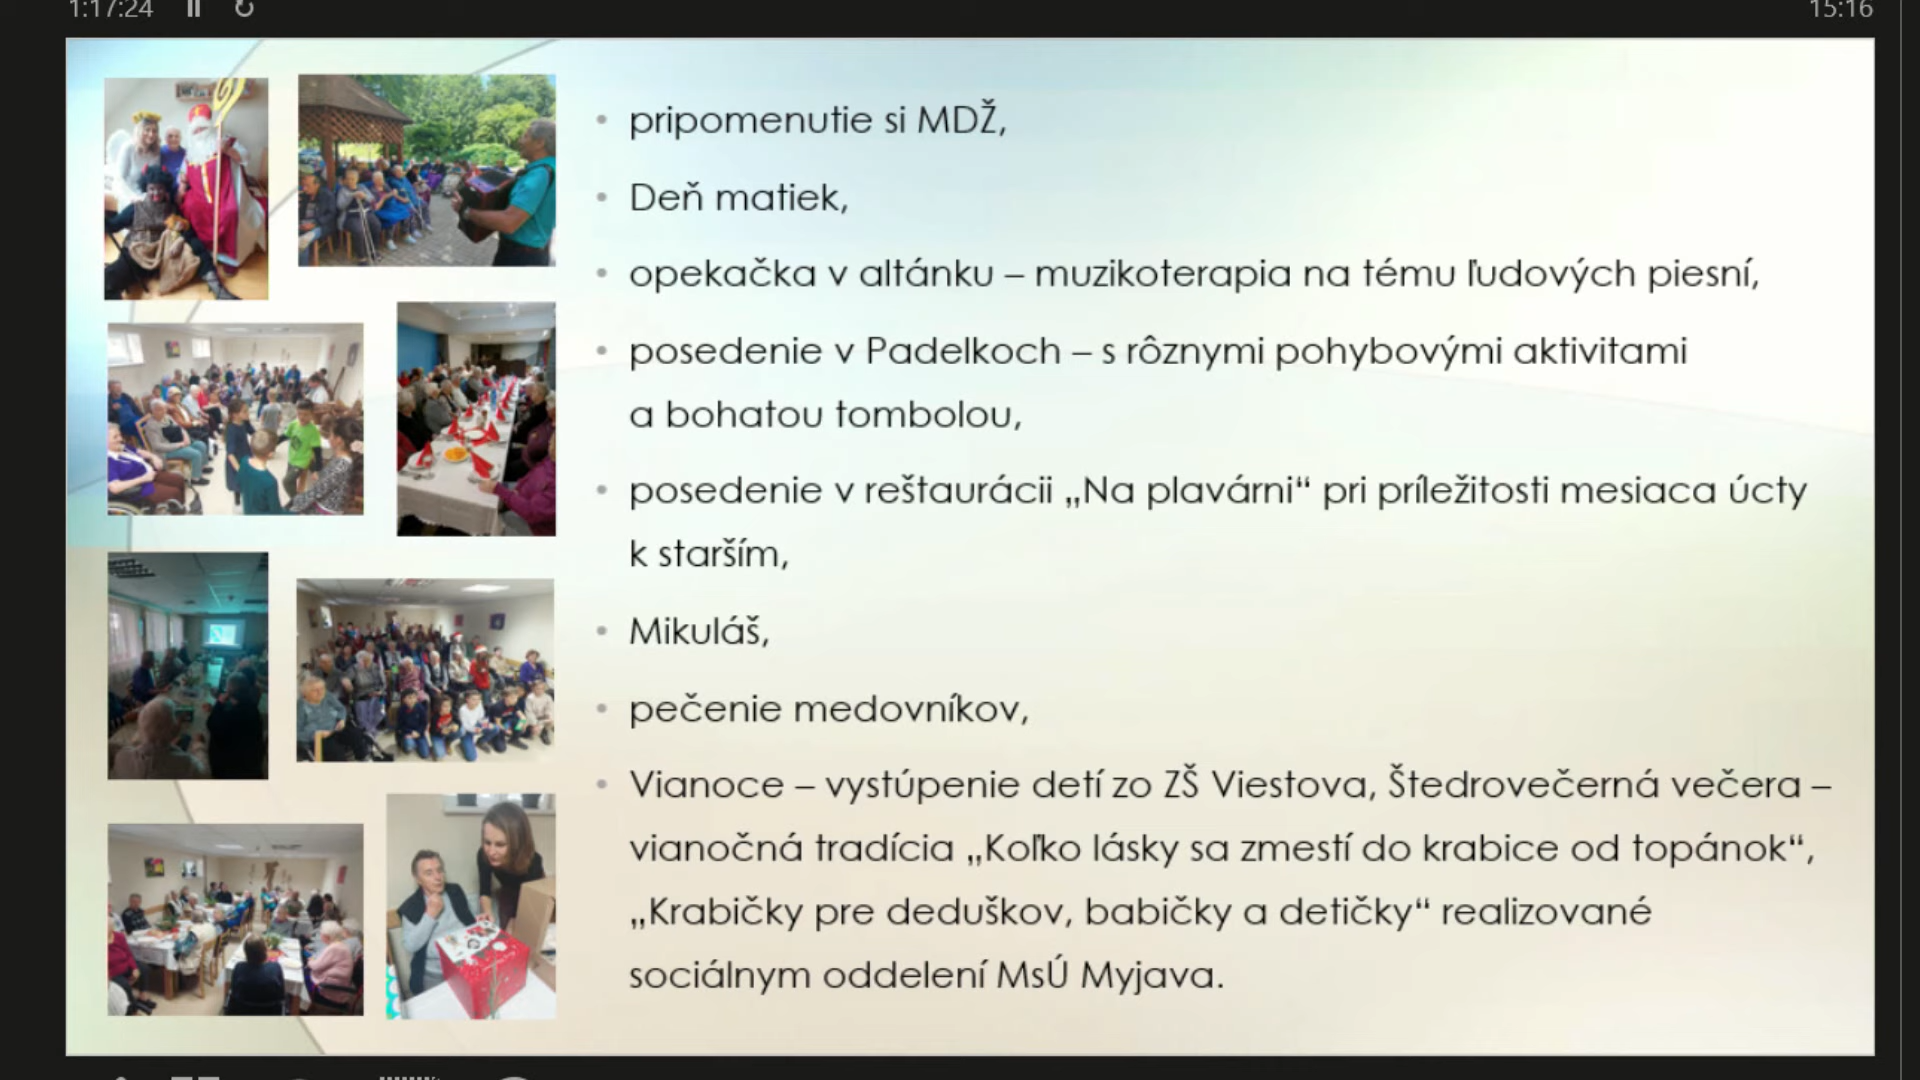 1:17:24
15:16
• pripomenutie si MDŽ,
• Deň matiek,
• opekačka v altánku – muzikoterapia na tému ľudových piesní,
• posedenie v Padelkoch – s rôznymi pohybovými aktivitami
a bohatou tombolou,
• posedenie v reštaurácii „Na plavárni“ pri príležitosti mesiaca úcty
k starším,
• Mikuláš,
• pečenie medovníkov,
• Vianoce – vystúpenie detí zo ZŠ Viestova, Štedrovečerná večera –
vianočná tradícia „Koľko lásky sa zmestí do krabice od topánok“,
„Krabičky pre deduškov, babičky a detičky“ realizované
sociálnym oddelení MsÚ Myjava.